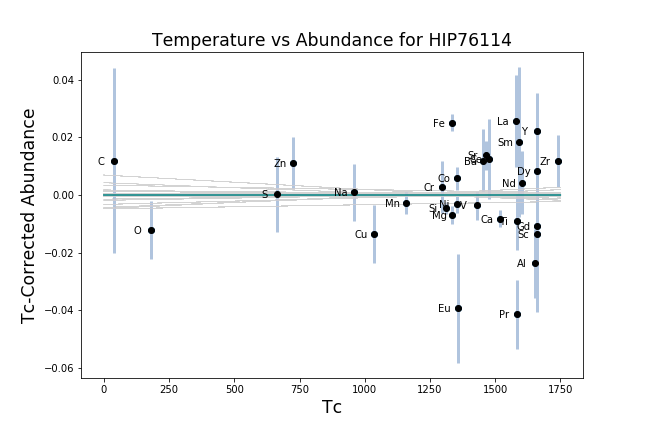 Temperature vs Abundance for HIP76114
Tc-Corrected Abundance
0.04
0.02
0.00
−0.02
−0.04
−0.06
C
O
S
Zn
Na
Cu
Mn
Fe
Cr
Co
Ni
Si
Mg
V
Eu
Sr
Ba
Ca
Ti
La
Sm
Y
Dy
Nd
Zr
Gd
Sc
Al
Pr
0
250
500
750
1000
1250
1500
1750
Tc